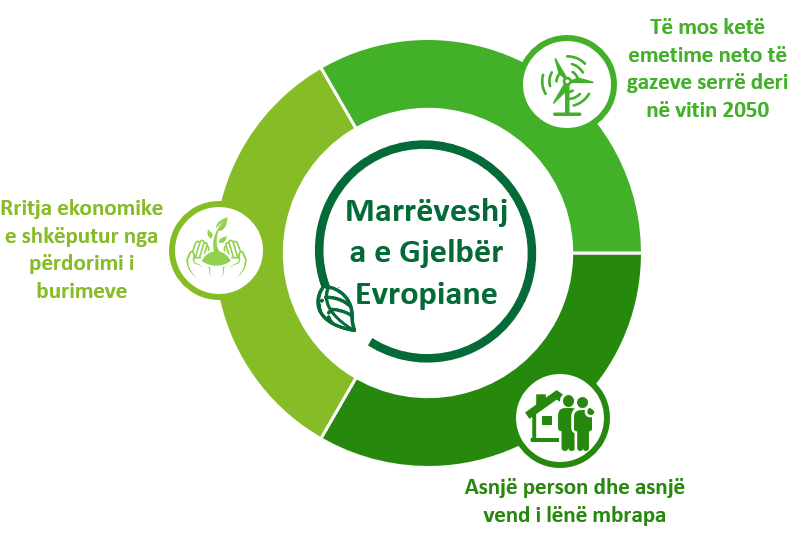 Të mos ketë
emetime neto të
gazeve serrë deri
në vitin 2050
Rritja ekonomike
e shkëputur nga
përdorimi i
burimeve
Marrëveshj
a e Gjelbër
Evropiane
Asnjë person dhe asnjë
vend i lënë mbrapa